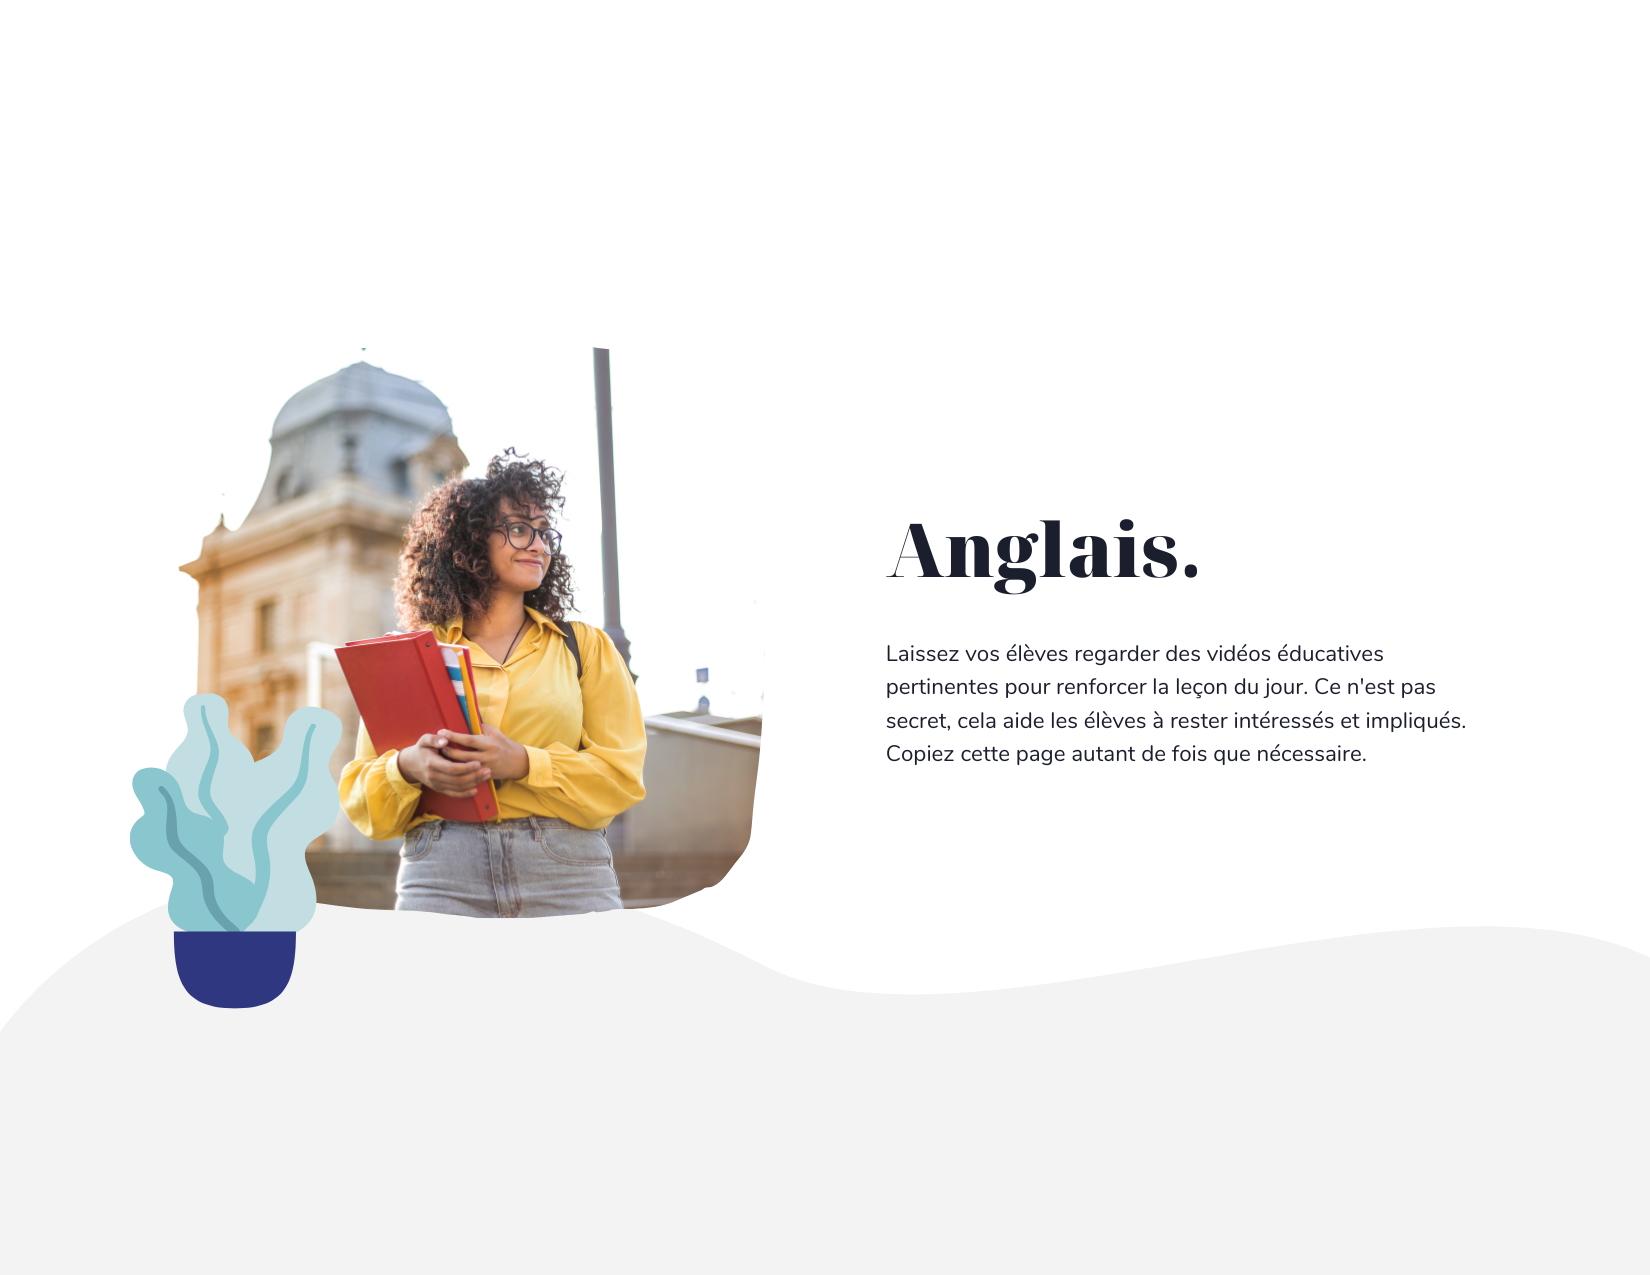 Anglais.
Laissez vos élèves regarder des vidéos éducatives
pertinentes pour renforcer la leçon du jour. Ce n'est pas
secret, cela aide les élèves à rester intéressés et impliqués.
Copiez cette page autant de fois que nécessaire.